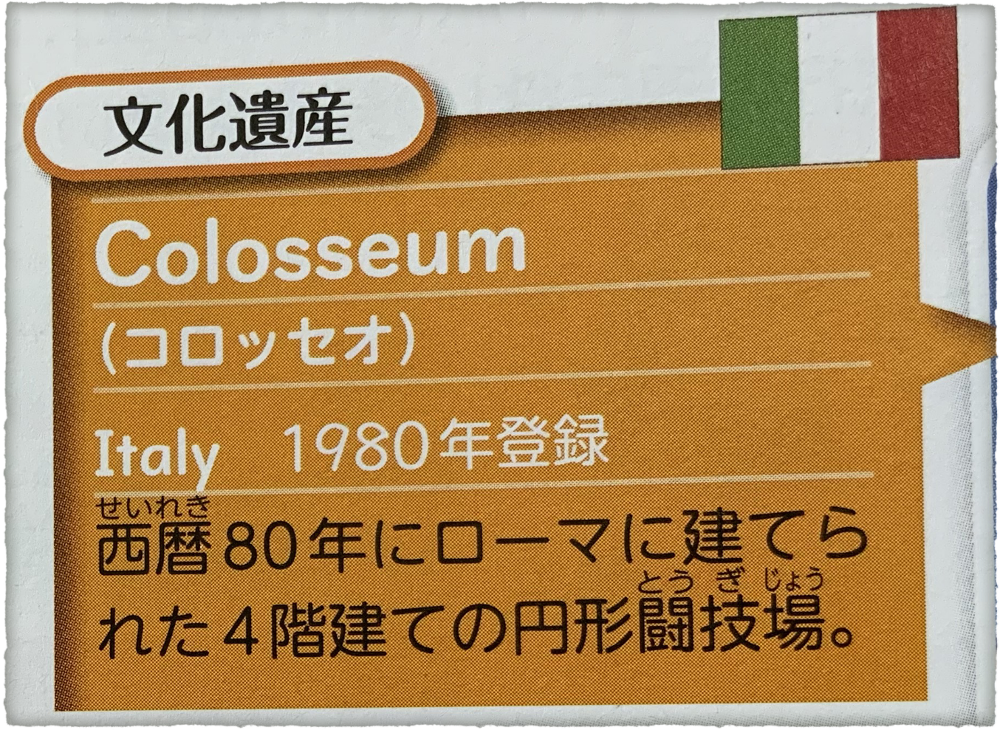 文化遺産
Colosseum
(コロッセオ)
Italy 1980年登録
せいれき
西暦80年にローマに建てら
とう ぎ じょう
れた4階建ての円形闘技場。